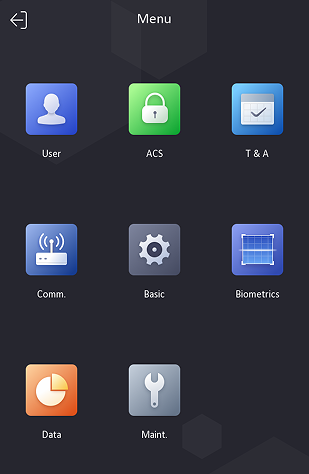 Menu
User
ACS
T & A
Comm.
Basic
Biometrics
Data
Maint.